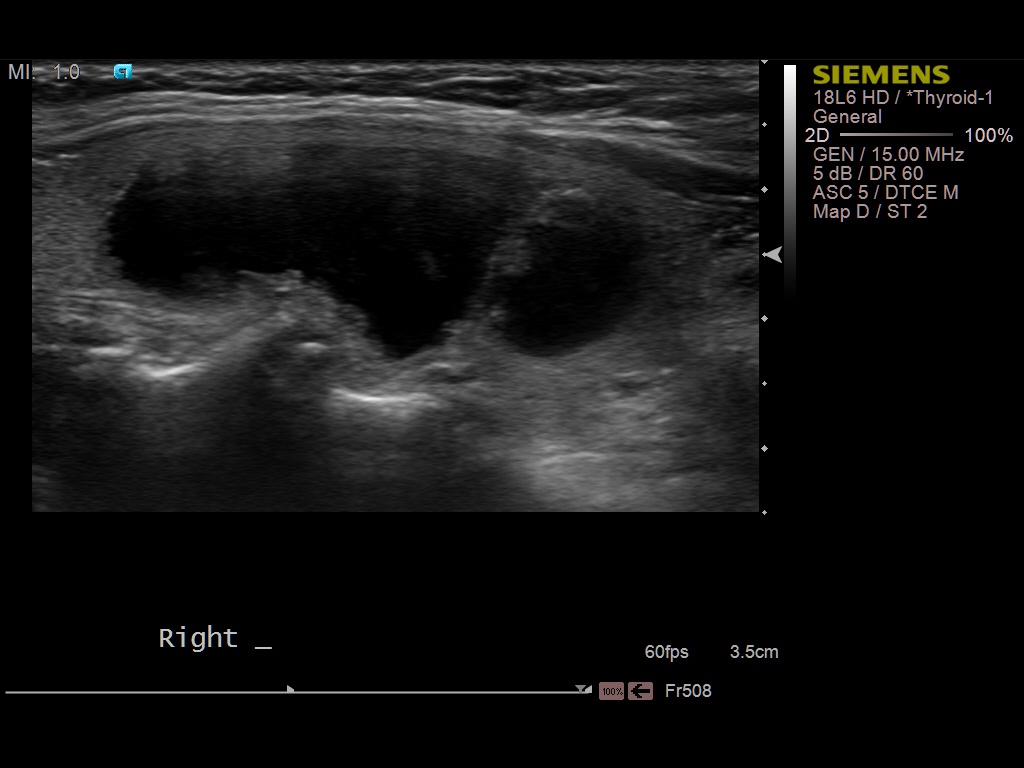 MI: 1.0
SIEMENS
18L6 HD / *Thyroid-1
General
2D 100%
GEN / 15.00 MHz
5 dB / DR 60
ASC 5 / DTCE M
Map D / ST 2
Right _
60fps 3.5cm
100% Fr508